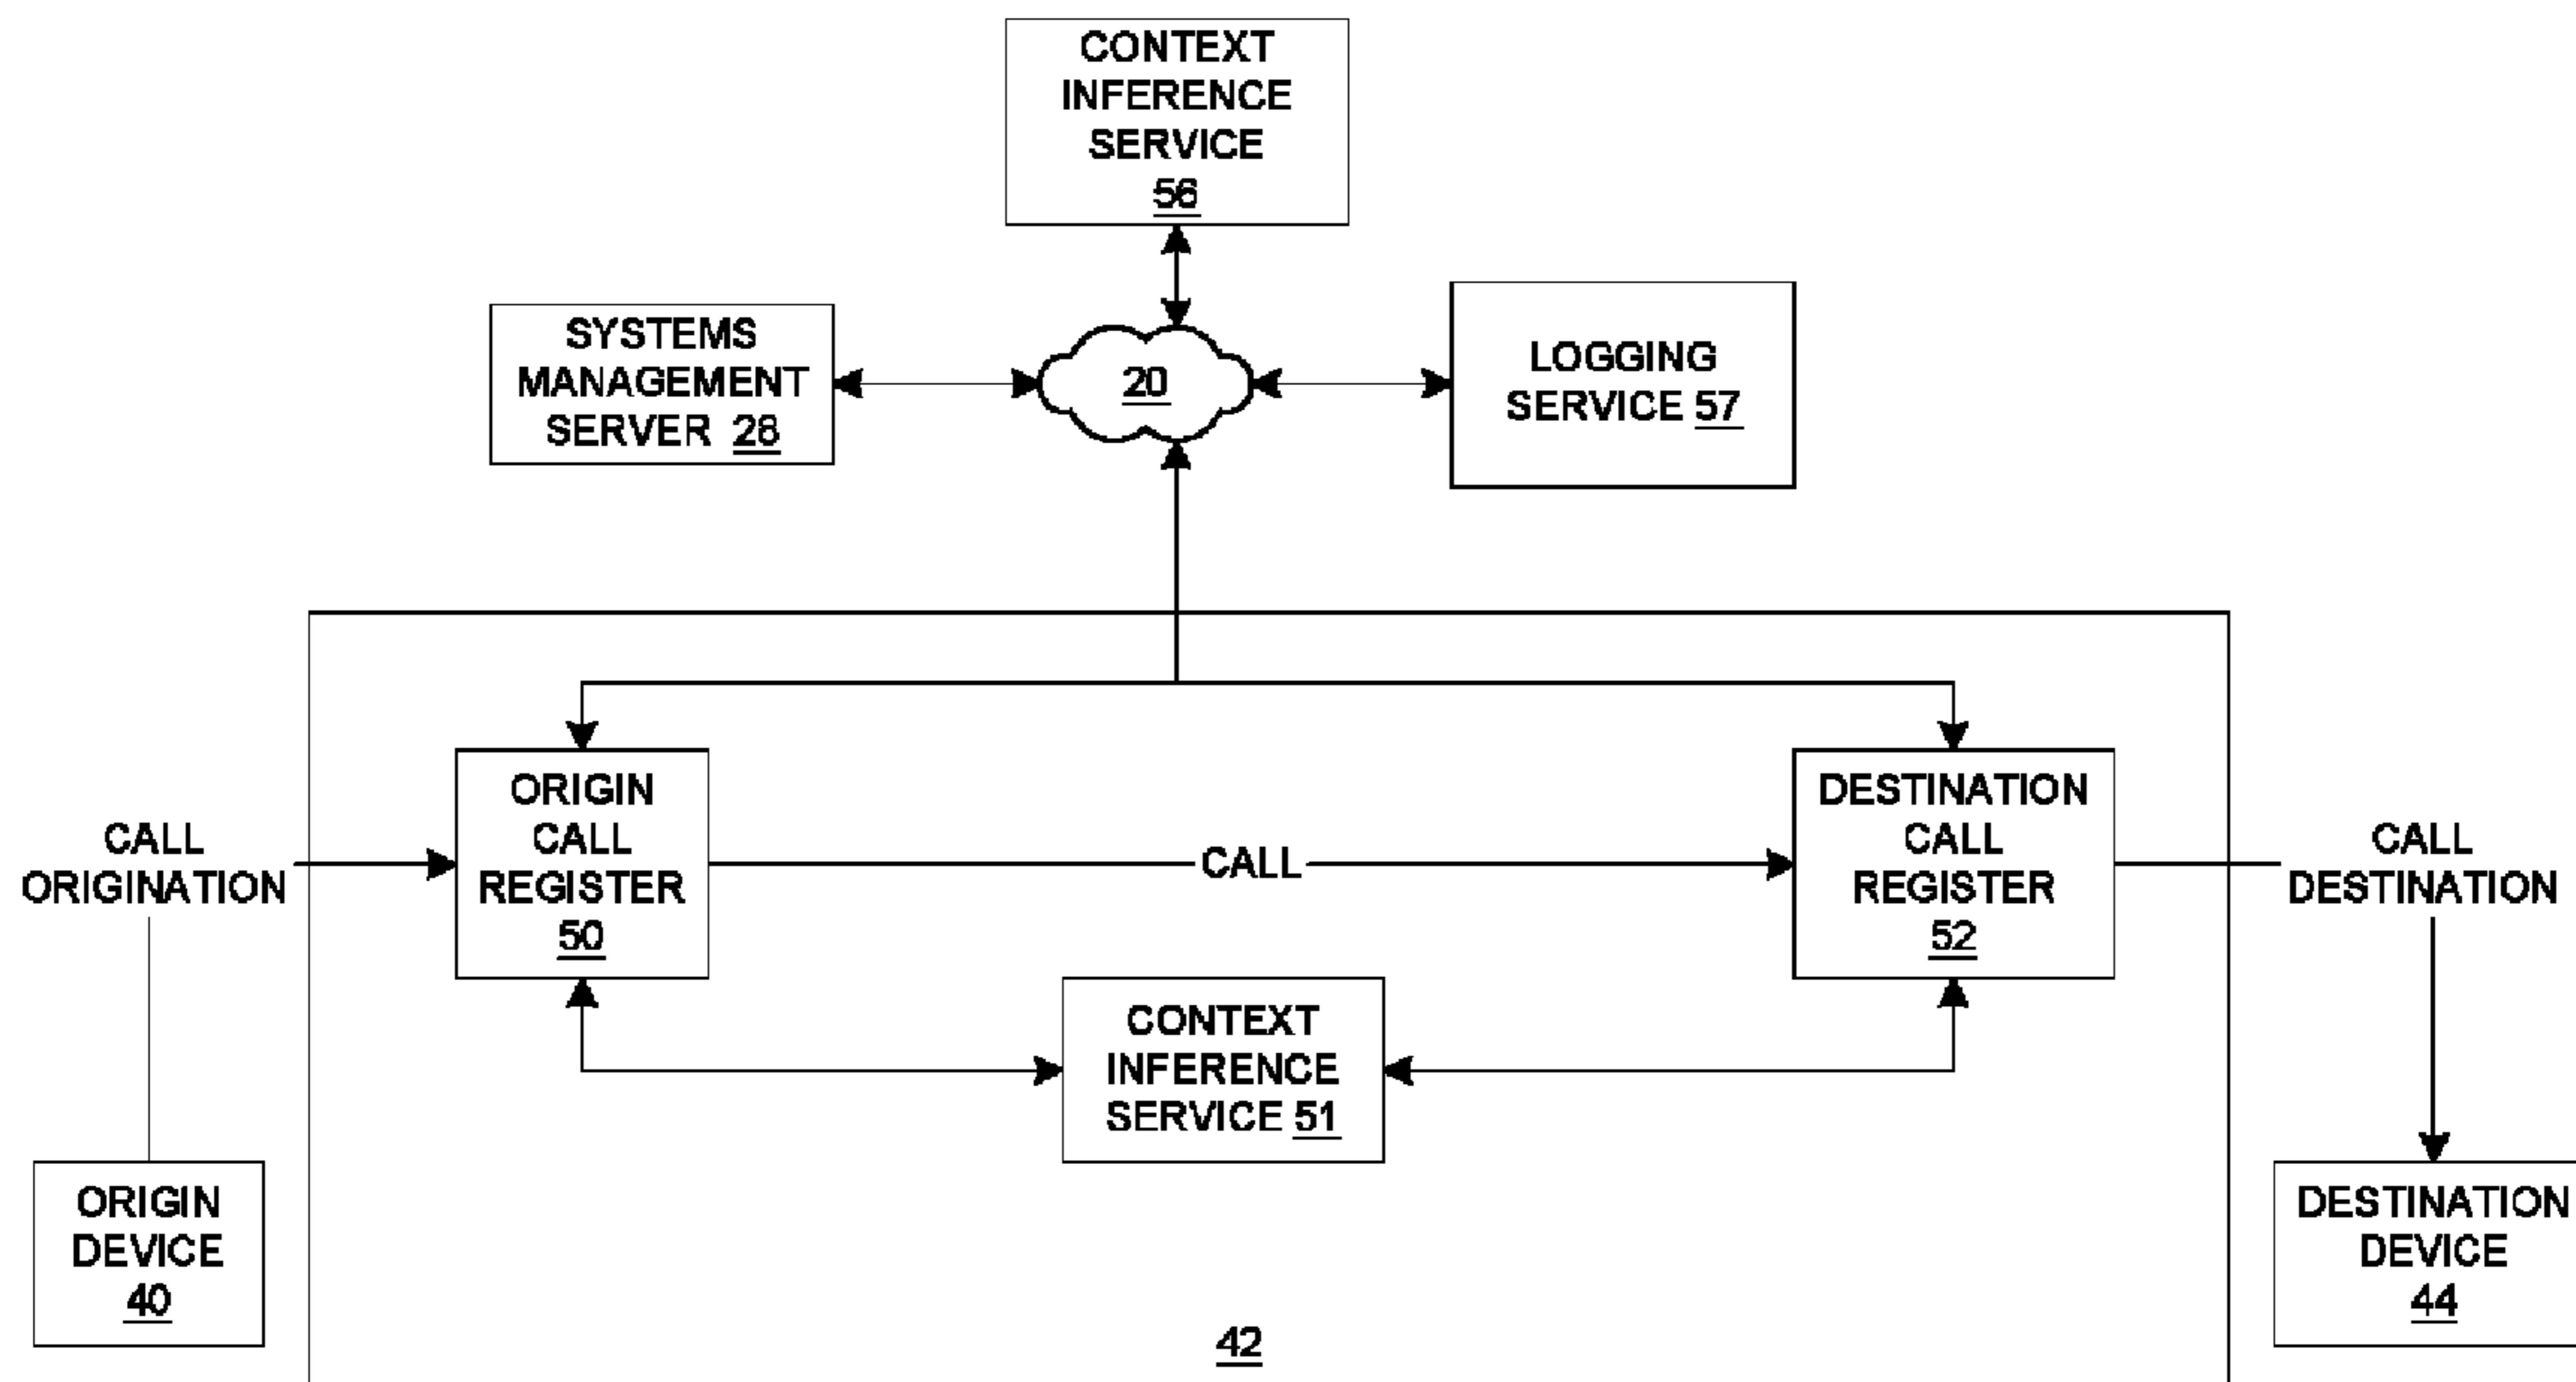 CONTEXT
INFERENCE
SERVICE
56
SYSTEMS
MANAGEMENT
SERVER 28
20
LOGGING
SERVICE 57
ORIGIN
CALL
REGISTER
50
DESTINATION
CALL
REGISTER
52
CALL
ORIGINATION
CALL
CALL
DESTINATION
CONTEXT
INFERENCE
SERVICE 51
ORIGIN
DEVICE
40
DESTINATION
DEVICE
44
42